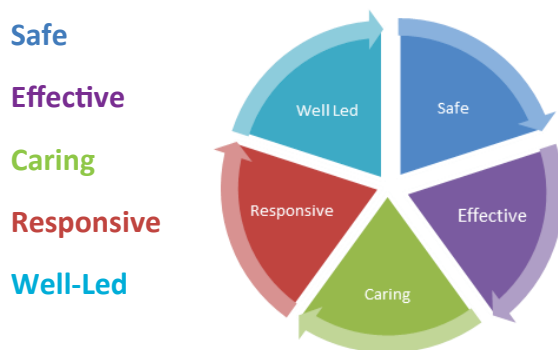 Safe
Effective
Caring
Responsive
Well-Led
Well Led
Safe
Responsive
Effective
Caring